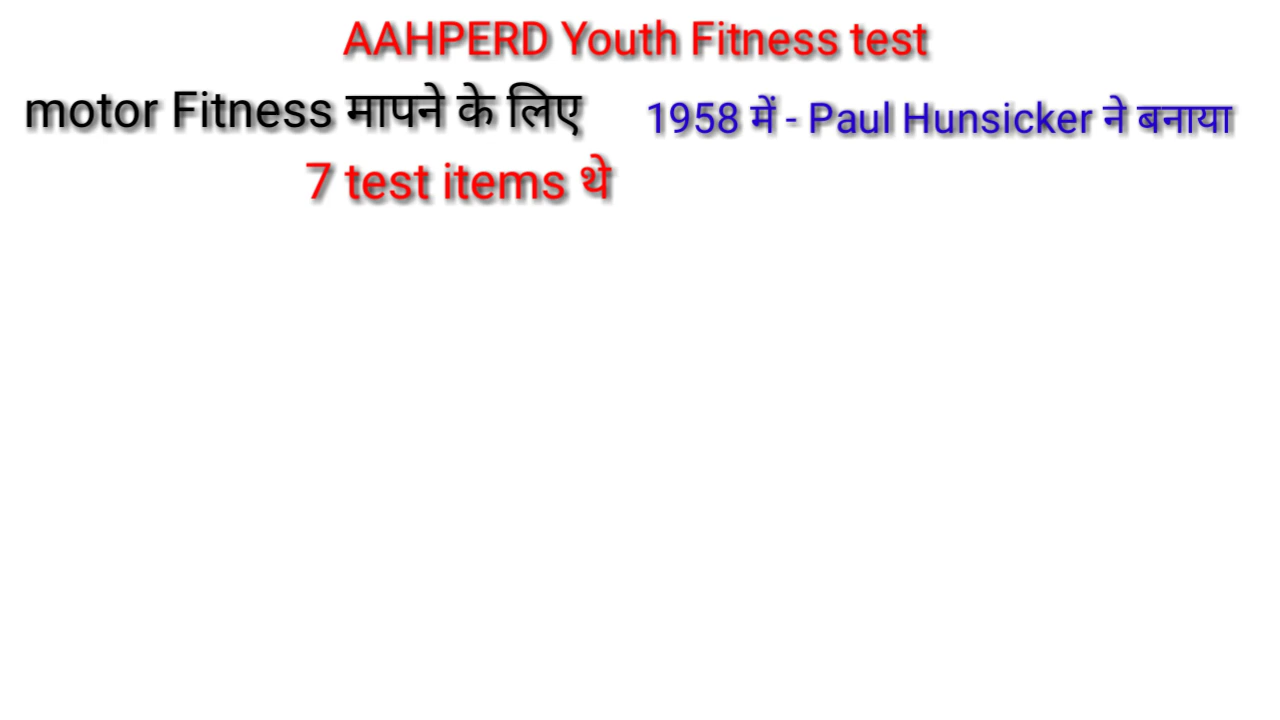 AAHPERD Youth Fitness test
motor Fitness मापने के लिए
1958 में - Paul Hunsicker ने बनाया
7 test items थे